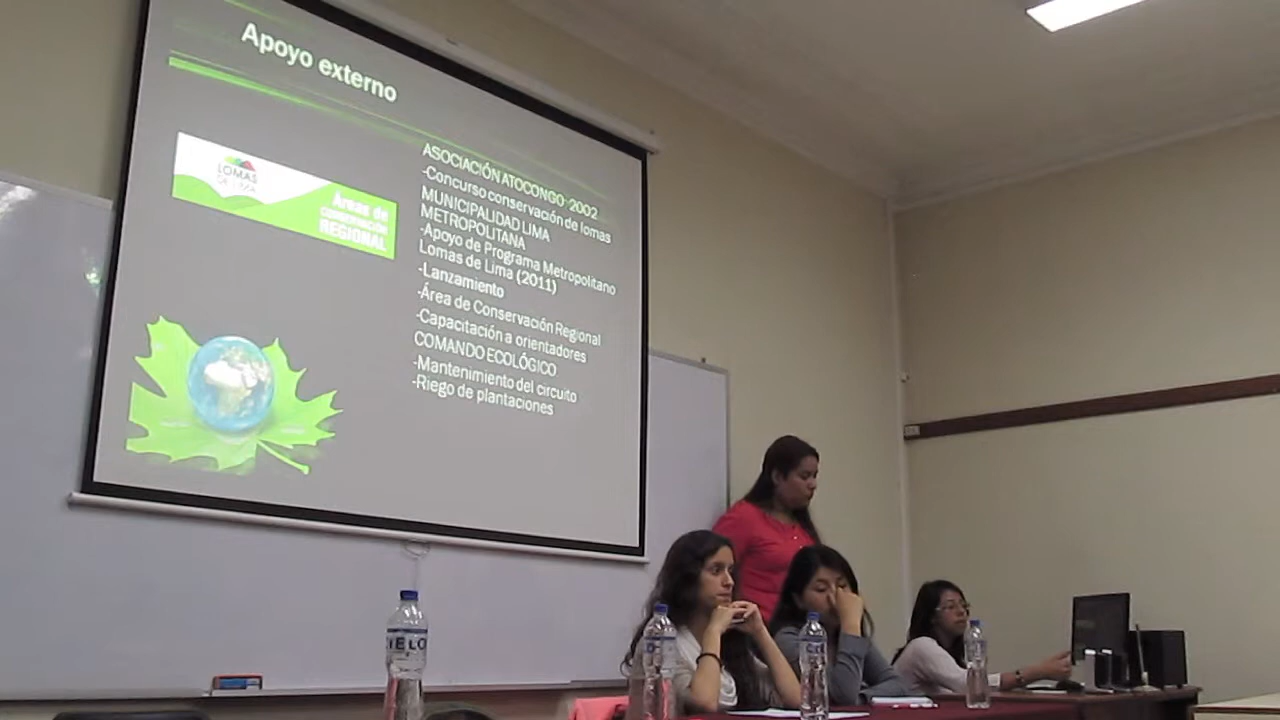 Apoyo externo
LOMAS
DE LIMA
Áreas de
CONSERVACIÓN
REGIONAL
ASOCIACIÓN ATOCONGO 2002
-Concurso conservación de lomas
MUNICIPALIDAD LIMA
METROPOLITANA
-Apoyo de Programa Metropolitano
Lomas de Lima (2011)
-Lanzamiento
-Área de Conservación Regional
-Capacitación a orientadores
COMANDO ECOLÓGICO
-Mantenimiento del circuito
-Riego de plantaciones
IELO